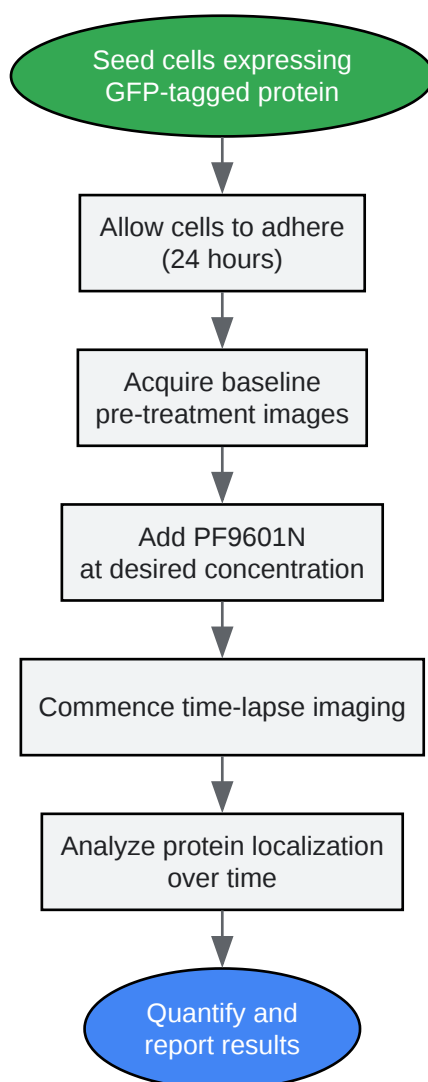 Seed cells expressing
GFP-tagged protein
Allow cells to adhere
(24 hours)
Acquire baseline
pre-treatment images
Add PF9601N
at desired concentration
Commence time-lapse imaging
Analyze protein localization
over time
Quantify and
report results